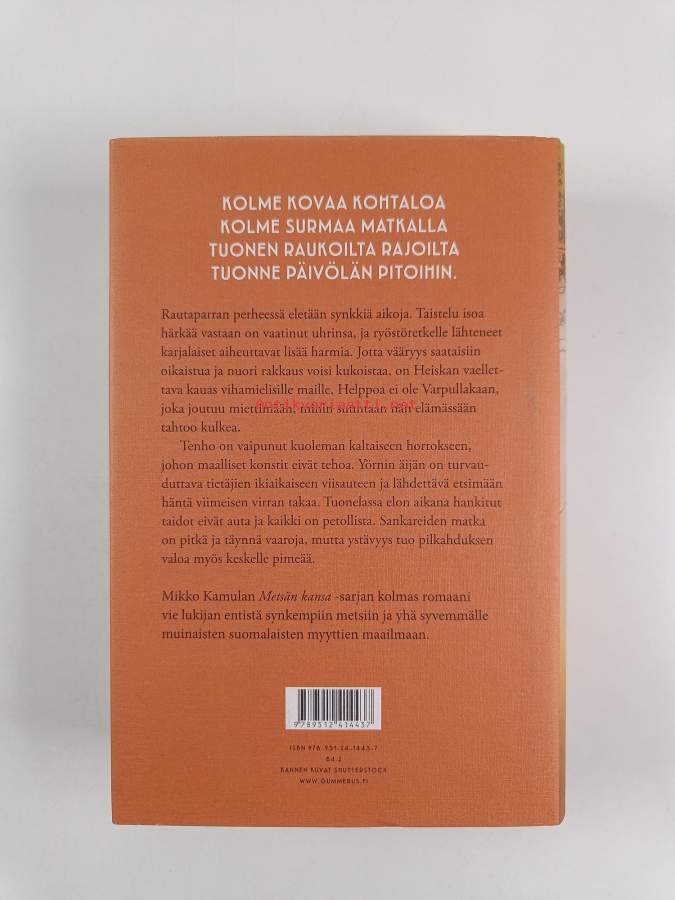 KOLME KOVAA KOHTALOA
KOLME SURMAA MATKALLA
TUONEN RAUKOILTA RAJOILTA
TUONNE PÄIVÖLÄN PITOIHIN.
Rautaparran perheessä eletään synkkiä aikoja. Taistelu isoa
härkää vastaan on vaatinut uhrinsa, ja ryöstöretkelle lähteneet
karjalaiset aiheuttavat lisää harmia. Jotta vääryys saataisiin
oikaistua ja nuori rakkaus voisi kukoistaa, on Heiskan vaellet-
tava kauas vihamielisille maille. Helppoa ei ole Varpullakaan,
joka joutuu miettimään, mihin suuntaan hän elämässään
tahtoo kulkea.
Tenho on vaipunut kuoleman kaltaiseen horrokseen,
johon maalliset konstit eivät tehoa. Yörnin äijän on turvau-
duttava tietäjien ikiaikaiseen viisauteen ja lähdettävä etsimään
häntä viimeisen virran takaa. Tuonelassa elon aikana hankitut
taidot eivät auta ja kaikki on petollista. Sankareiden matka
on pitkä ja täynnä vaaroja, mutta ystävyys tuo pilkahduksen
valoa myös keskelle pimeää.
Mikko Kamulan Metsän kansa -sarjan kolmas romaani
vie lukijan entistä synkempiin metsiin ja yhä syvemmälle
muinaisten suomalaisten myyttien maailmaan.
9 789512 414437
ISBN 978-951-24-1443-7
84.2
KANNEN KUVAT SHUTTERSTOCK
WWW.GUMMERUS.FI